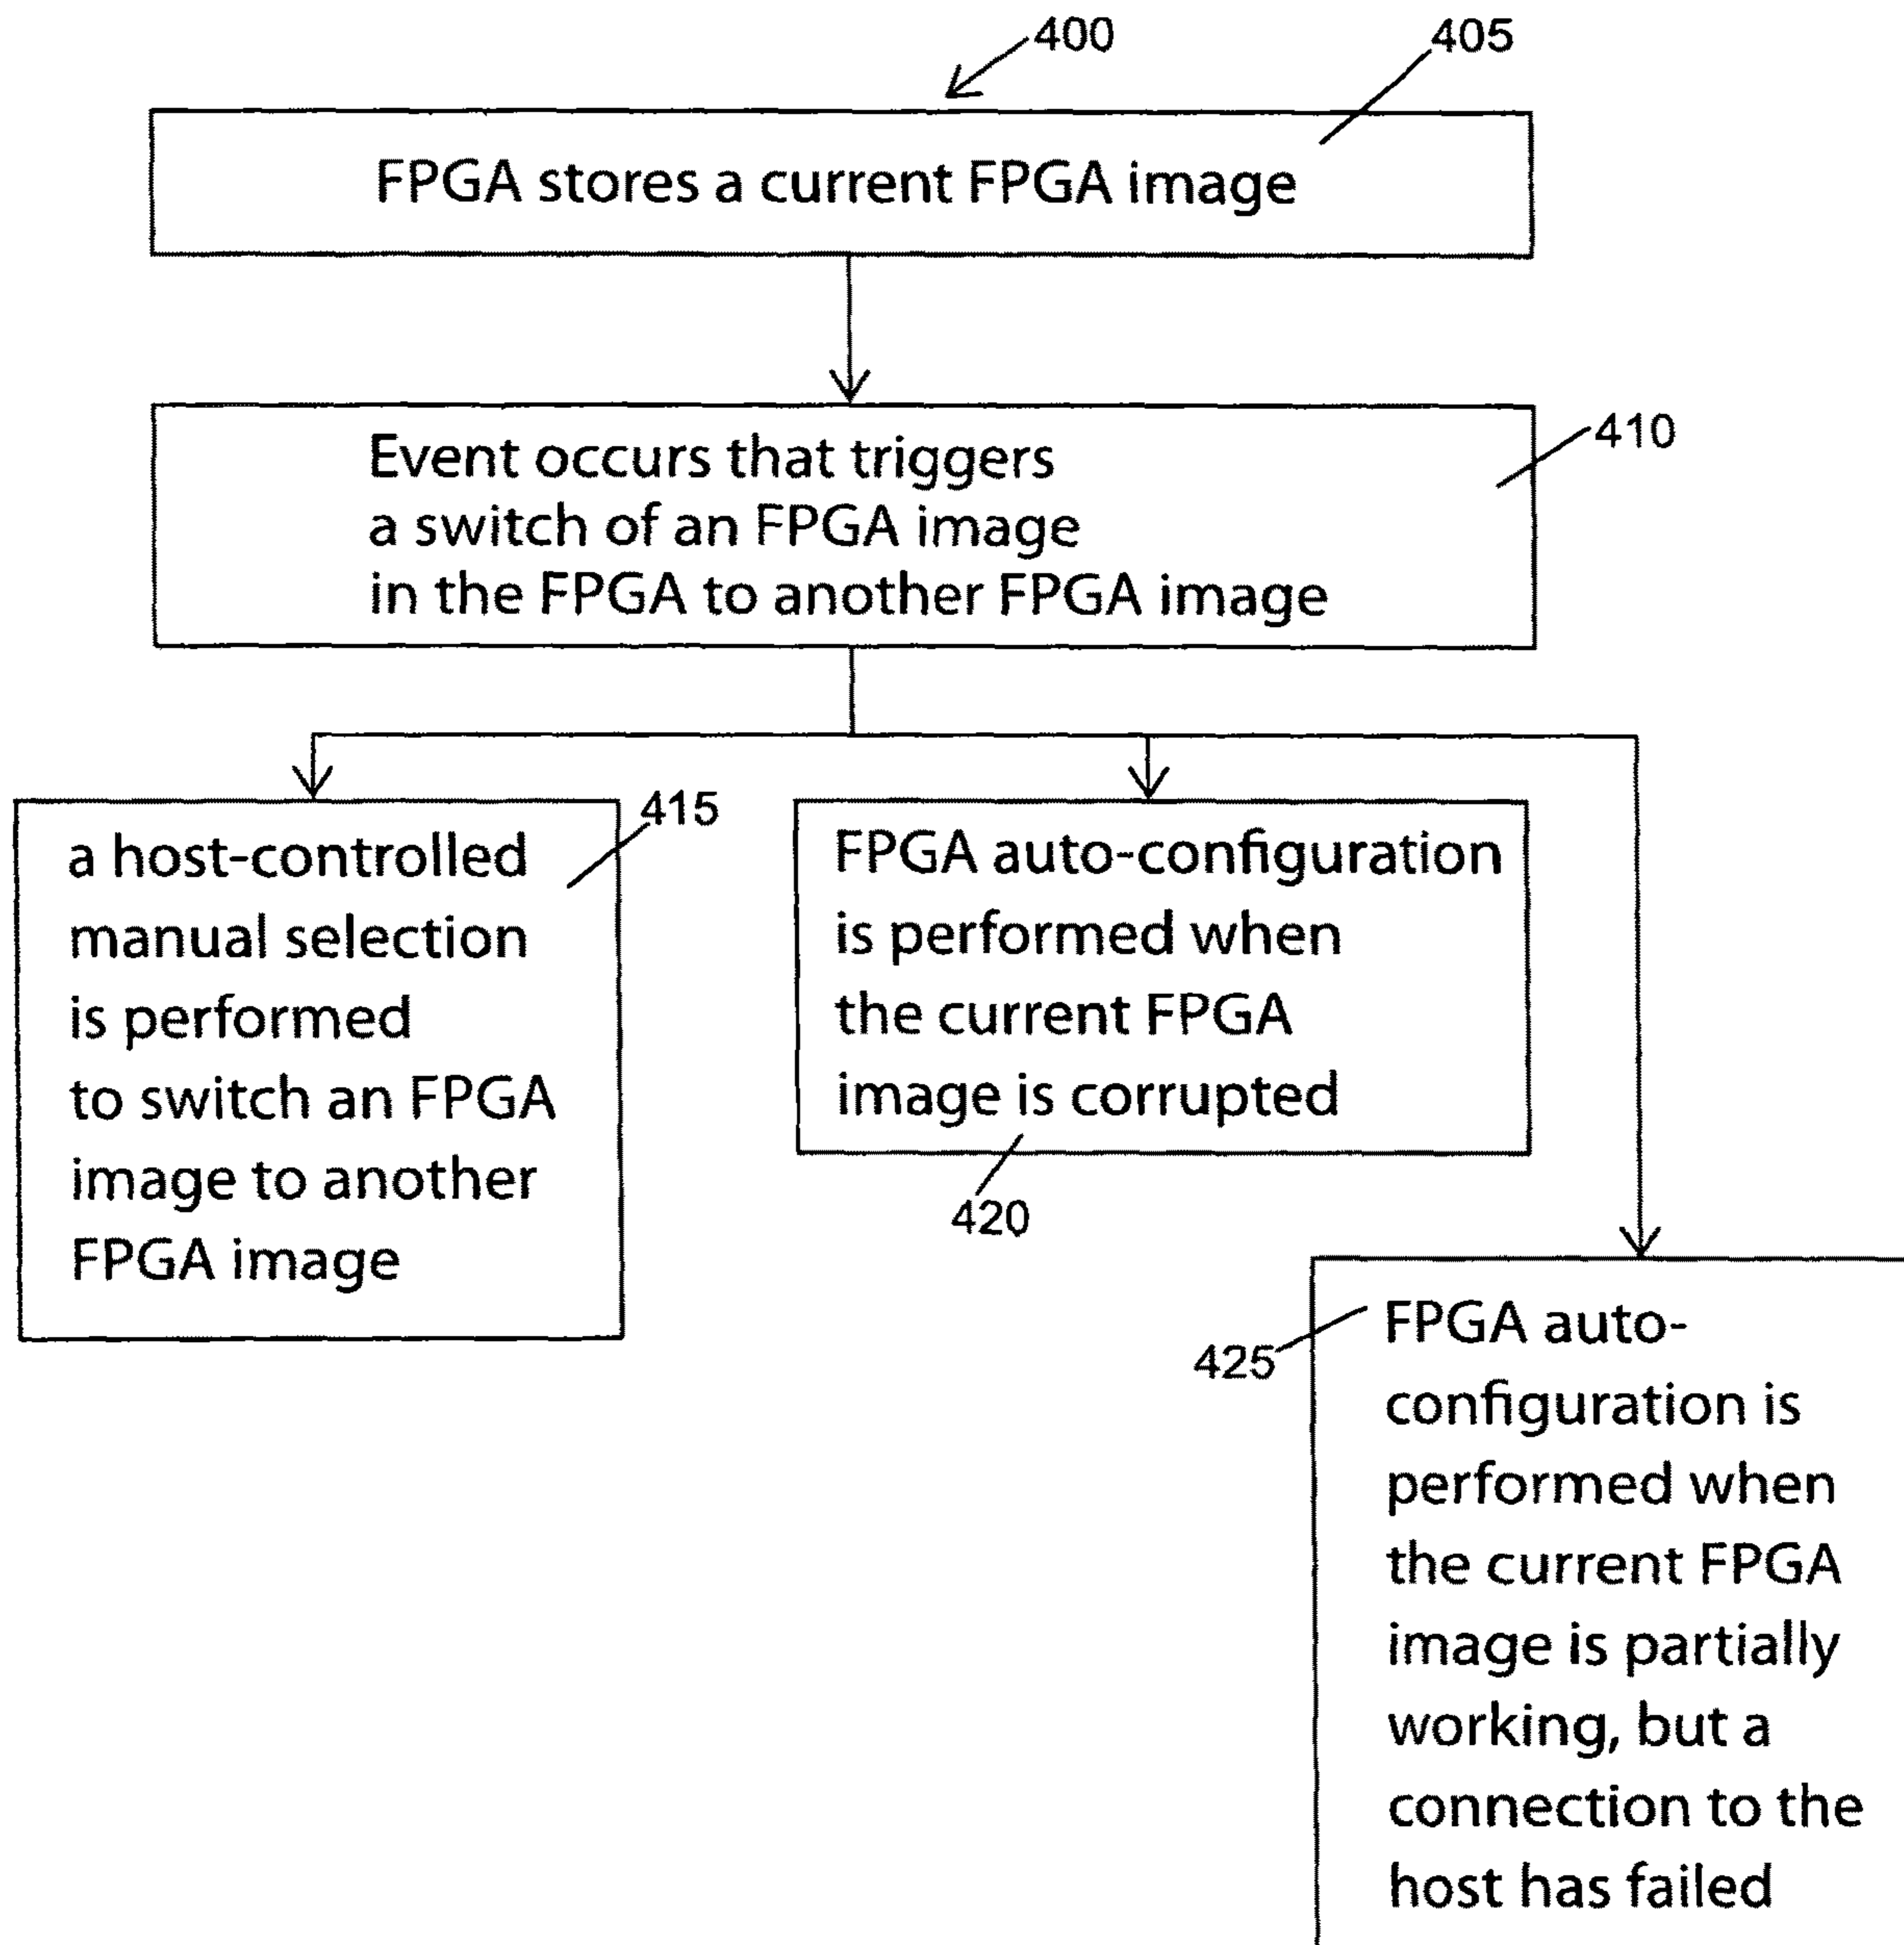 400
405
FPGA stores a current FPGA image
410
Event occurs that triggers
a switch of an FPGA image
in the FPGA to another FPGA image
415
a host-controlled
manual selection
is performed
to switch an FPGA
image to another
FPGA image
FPGA auto-configuration
is performed when
the current FPGA
image is corrupted
420
425
FPGA auto-
configuration is
performed when
the current FPGA
image is partially
working, but a
connection to the
host has failed